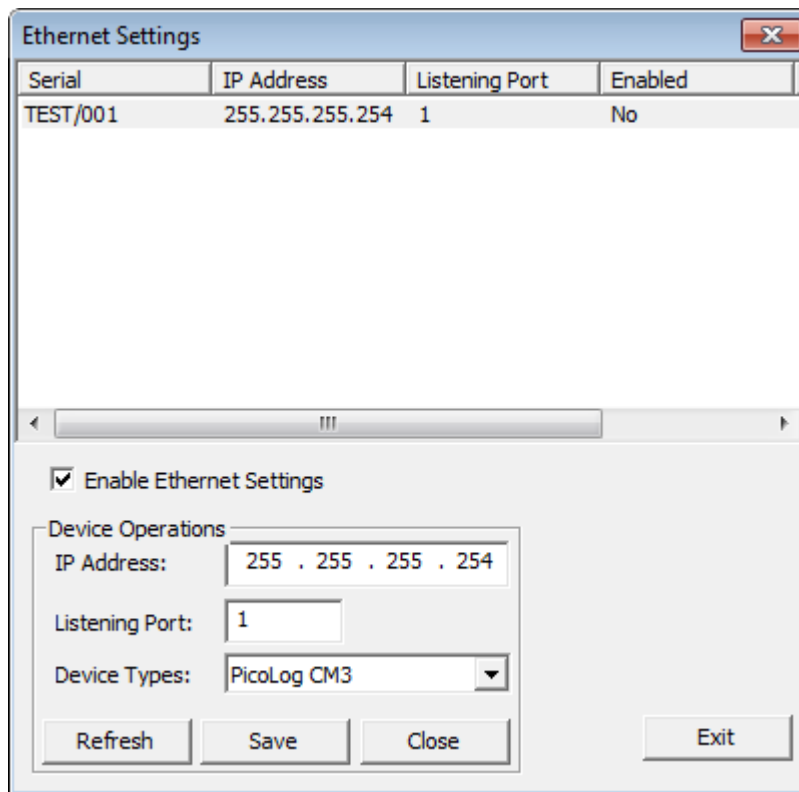 Ethernet Settings
Serial IP Address Listening Port Enabled
TEST/001 255.255.255.254 1 No
Enable Ethernet Settings
Device Operations
IP Address: 255 . 255 . 255 . 254
Listening Port: 1
Device Types: PicoLog CM3
Refresh Save Close Exit